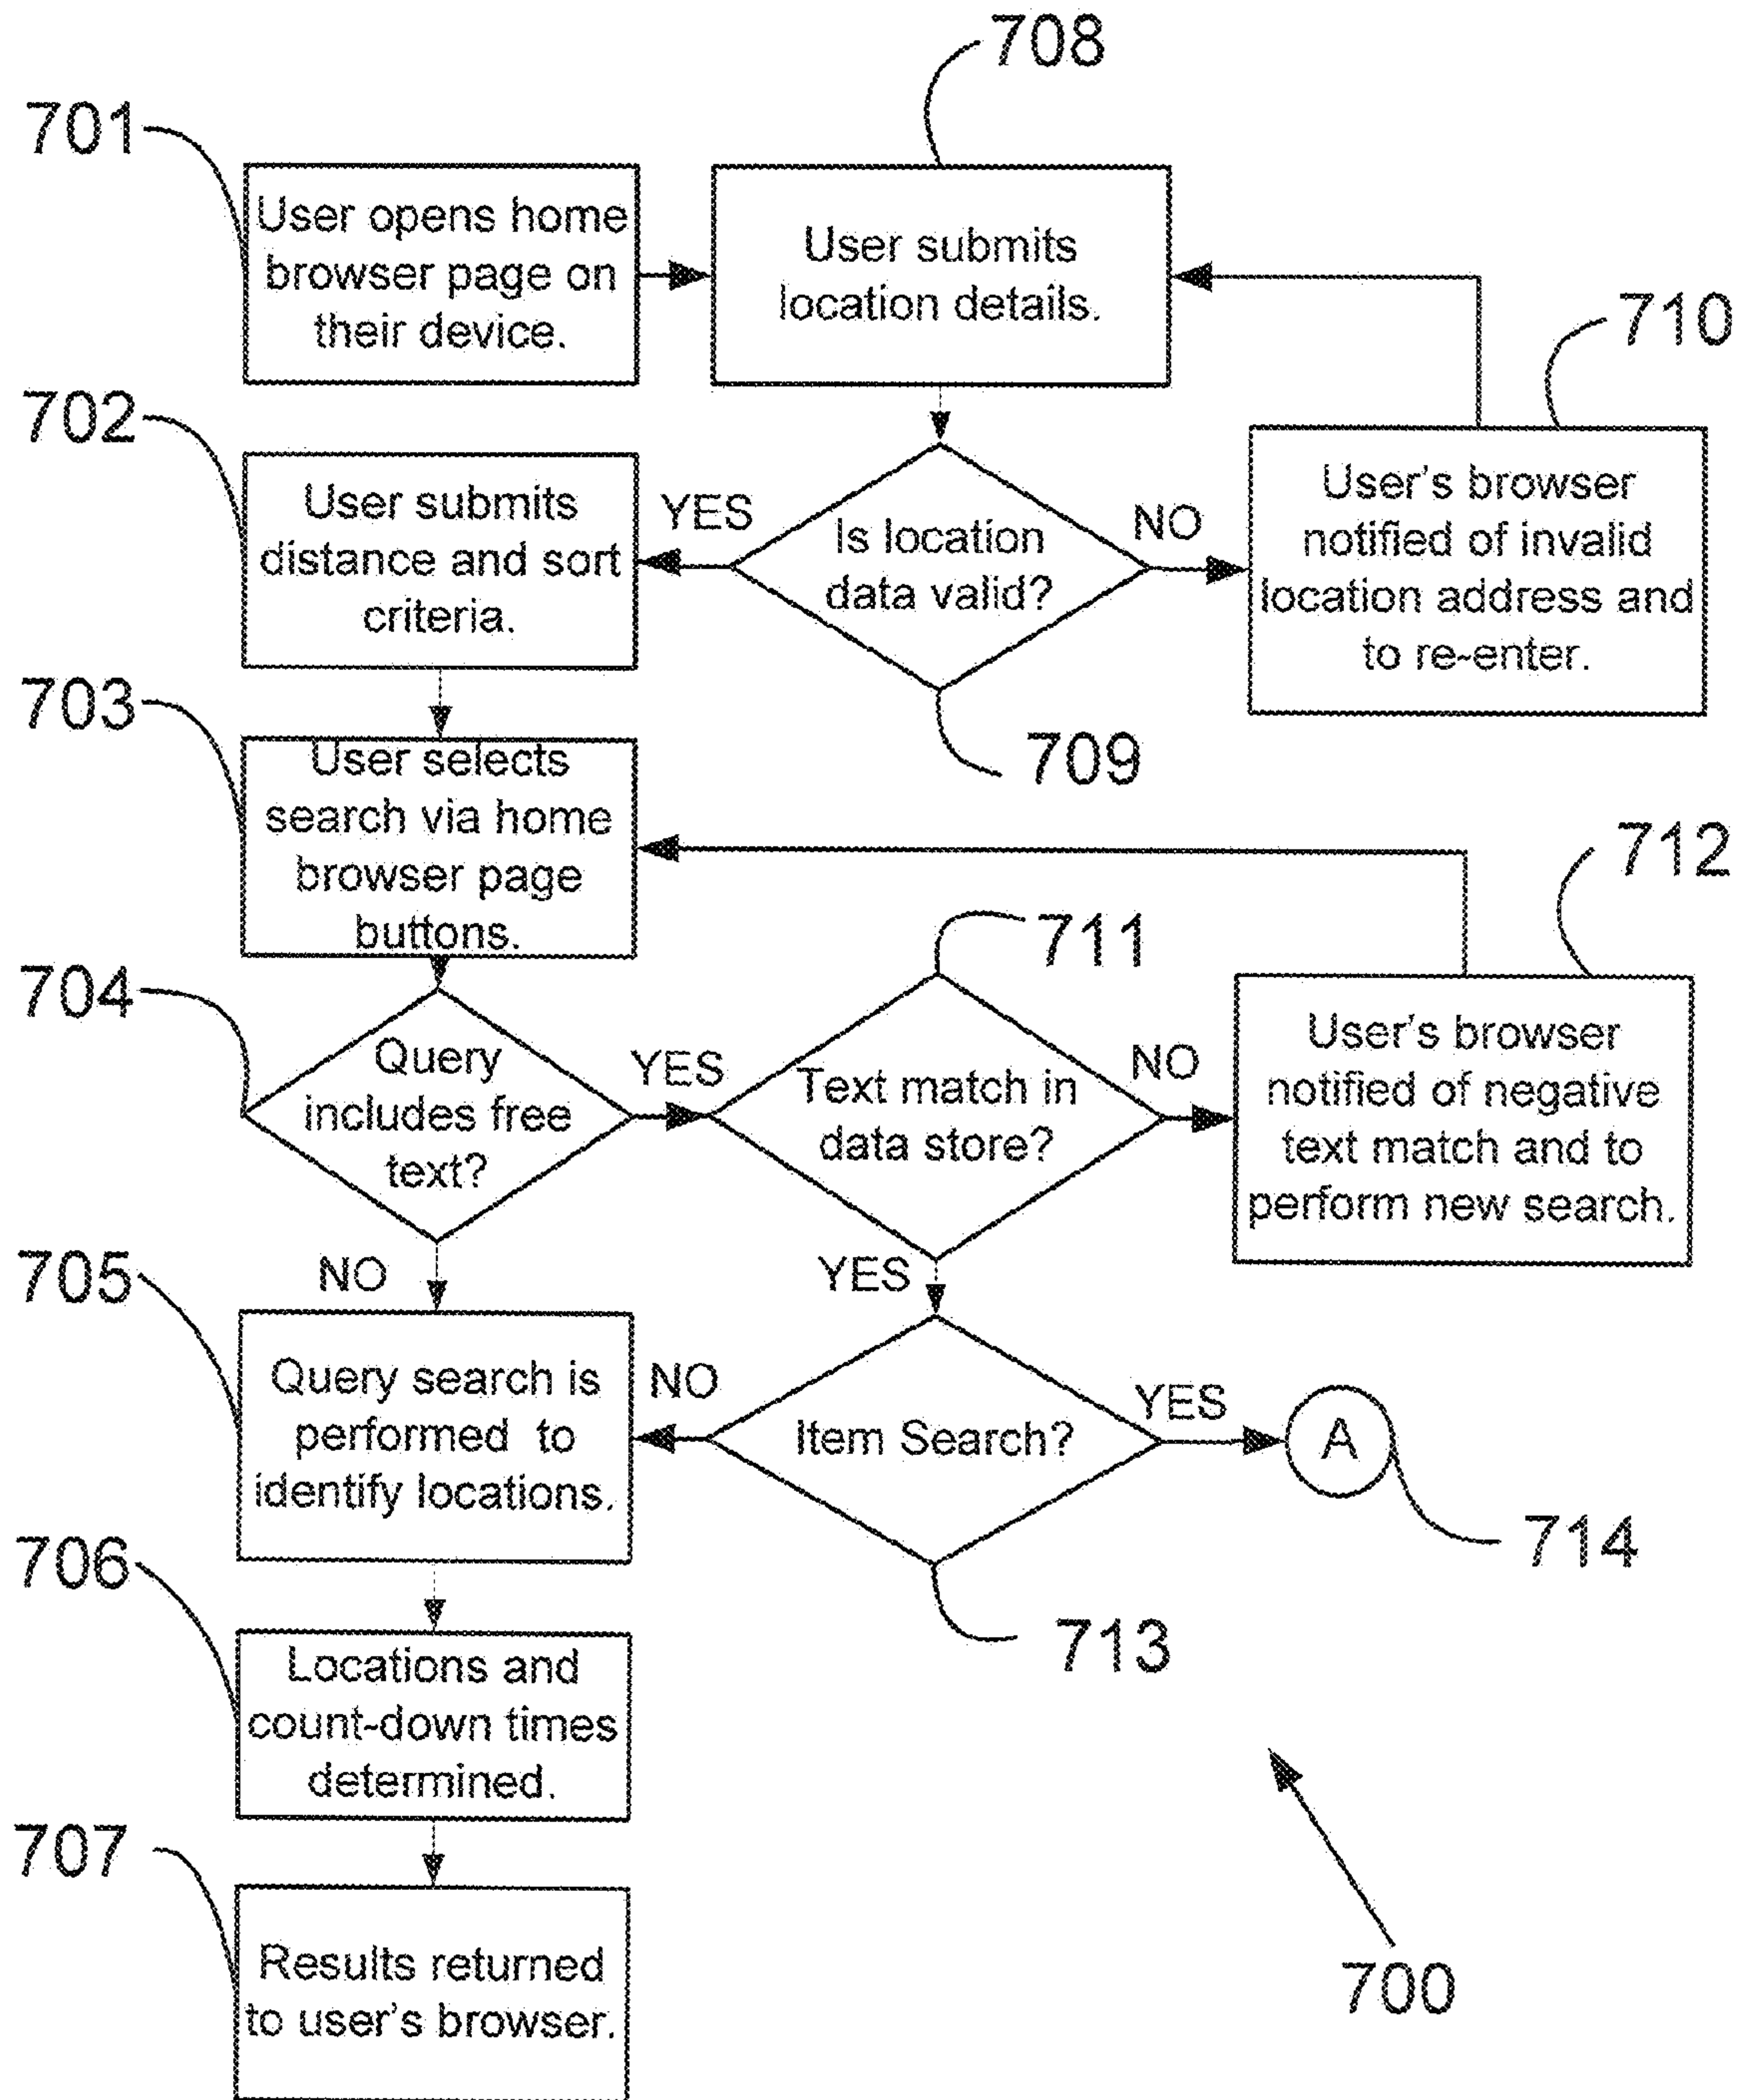 708
701
User opens home
browser page on
their device.
User submits
location details.
710
702
User submits
distance and sort
criteria.
YES
Is location
data valid?
NO
User's browser
notified of invalid
location address and
to re-enter.
703
709
User selects
search via home
browser page
buttons.
712
711
704
Query
includes free
text?
YES
Text match in
data store?
NO
User's browser
notified of negative
text match and to
perform new search.
705
NO
YES
Query search is
performed to
identify locations.
NO
Item Search?
YES
A
714
706
713
Locations and
count-down times
determined.
707
Results returned
to user's browser.
700